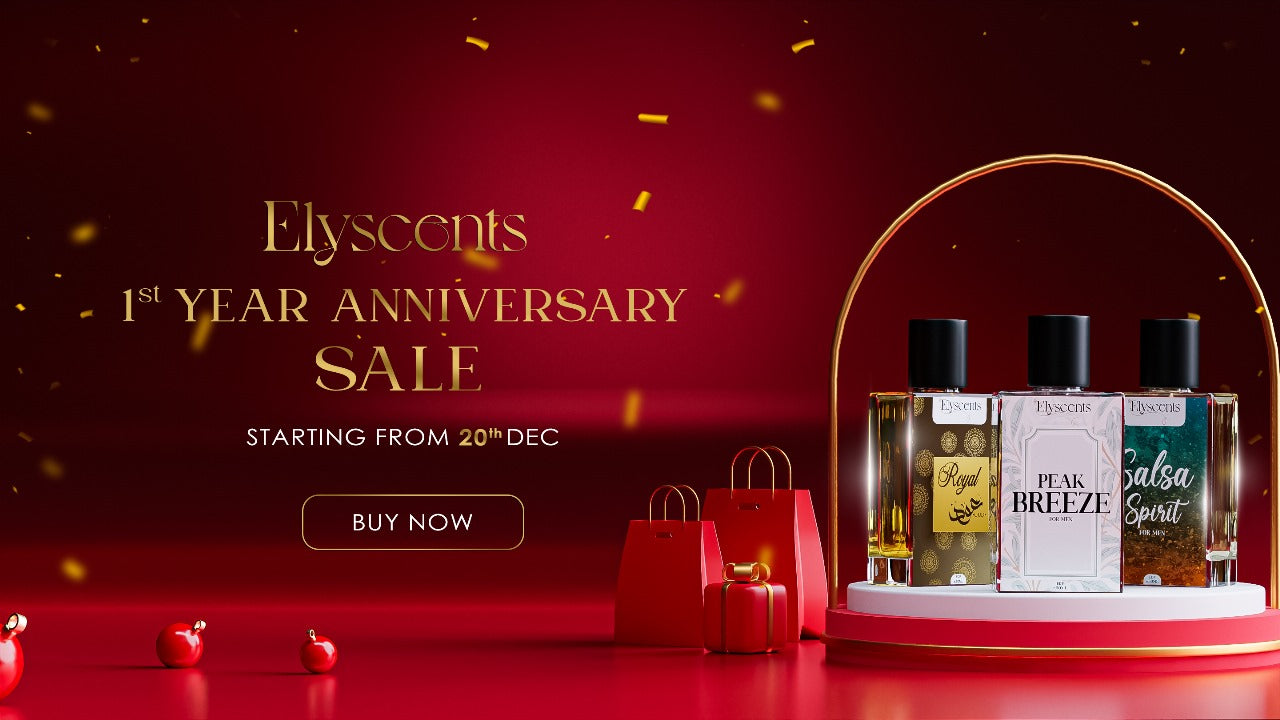 Elyscents
1st YEAR ANNIVERSARY
SALE
STARTING FROM 20th DEC
BUY NOW
Elyscents
Royal
Elyscents
PEAK
BREEZE
FOR MEN
Elyscents
Salsa
Spirit
FOR MEN